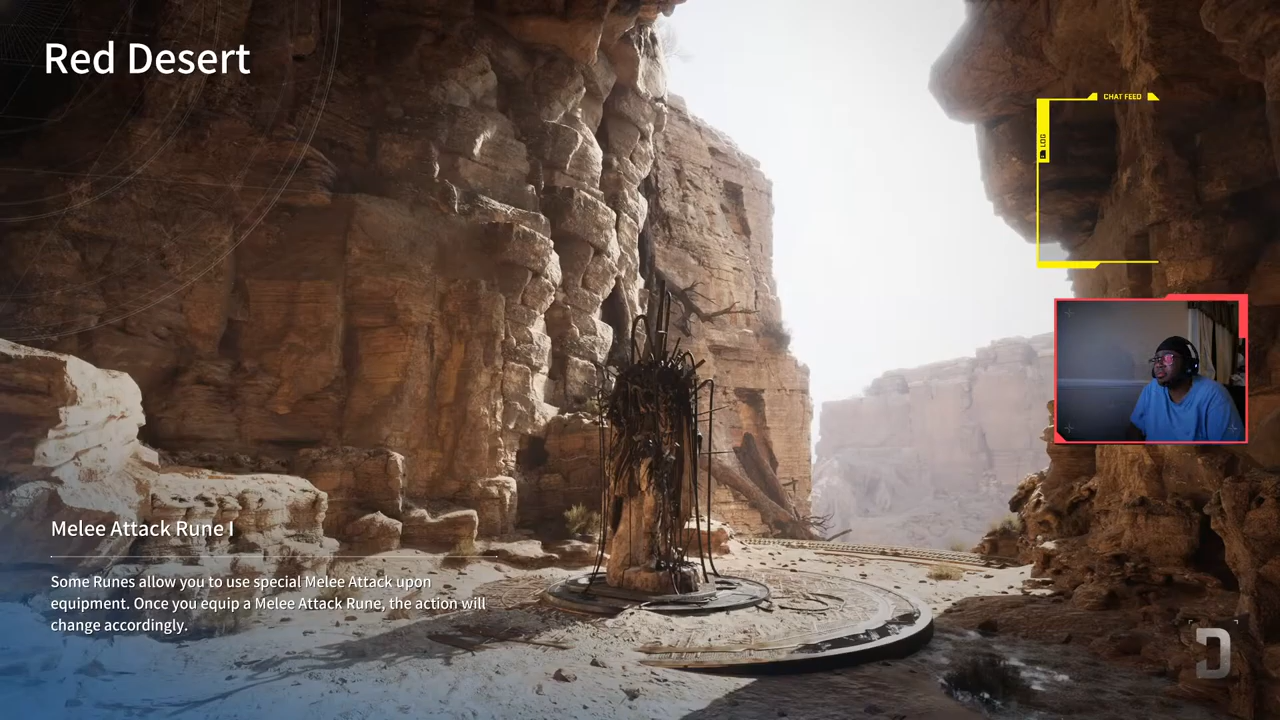 Red Desert
CHAT FEED
LOG
Melee Attack Rune I
Some Runes allow you to use special Melee Attack upon
equipment. Once you equip a Melee Attack Rune, the action will
change accordingly.